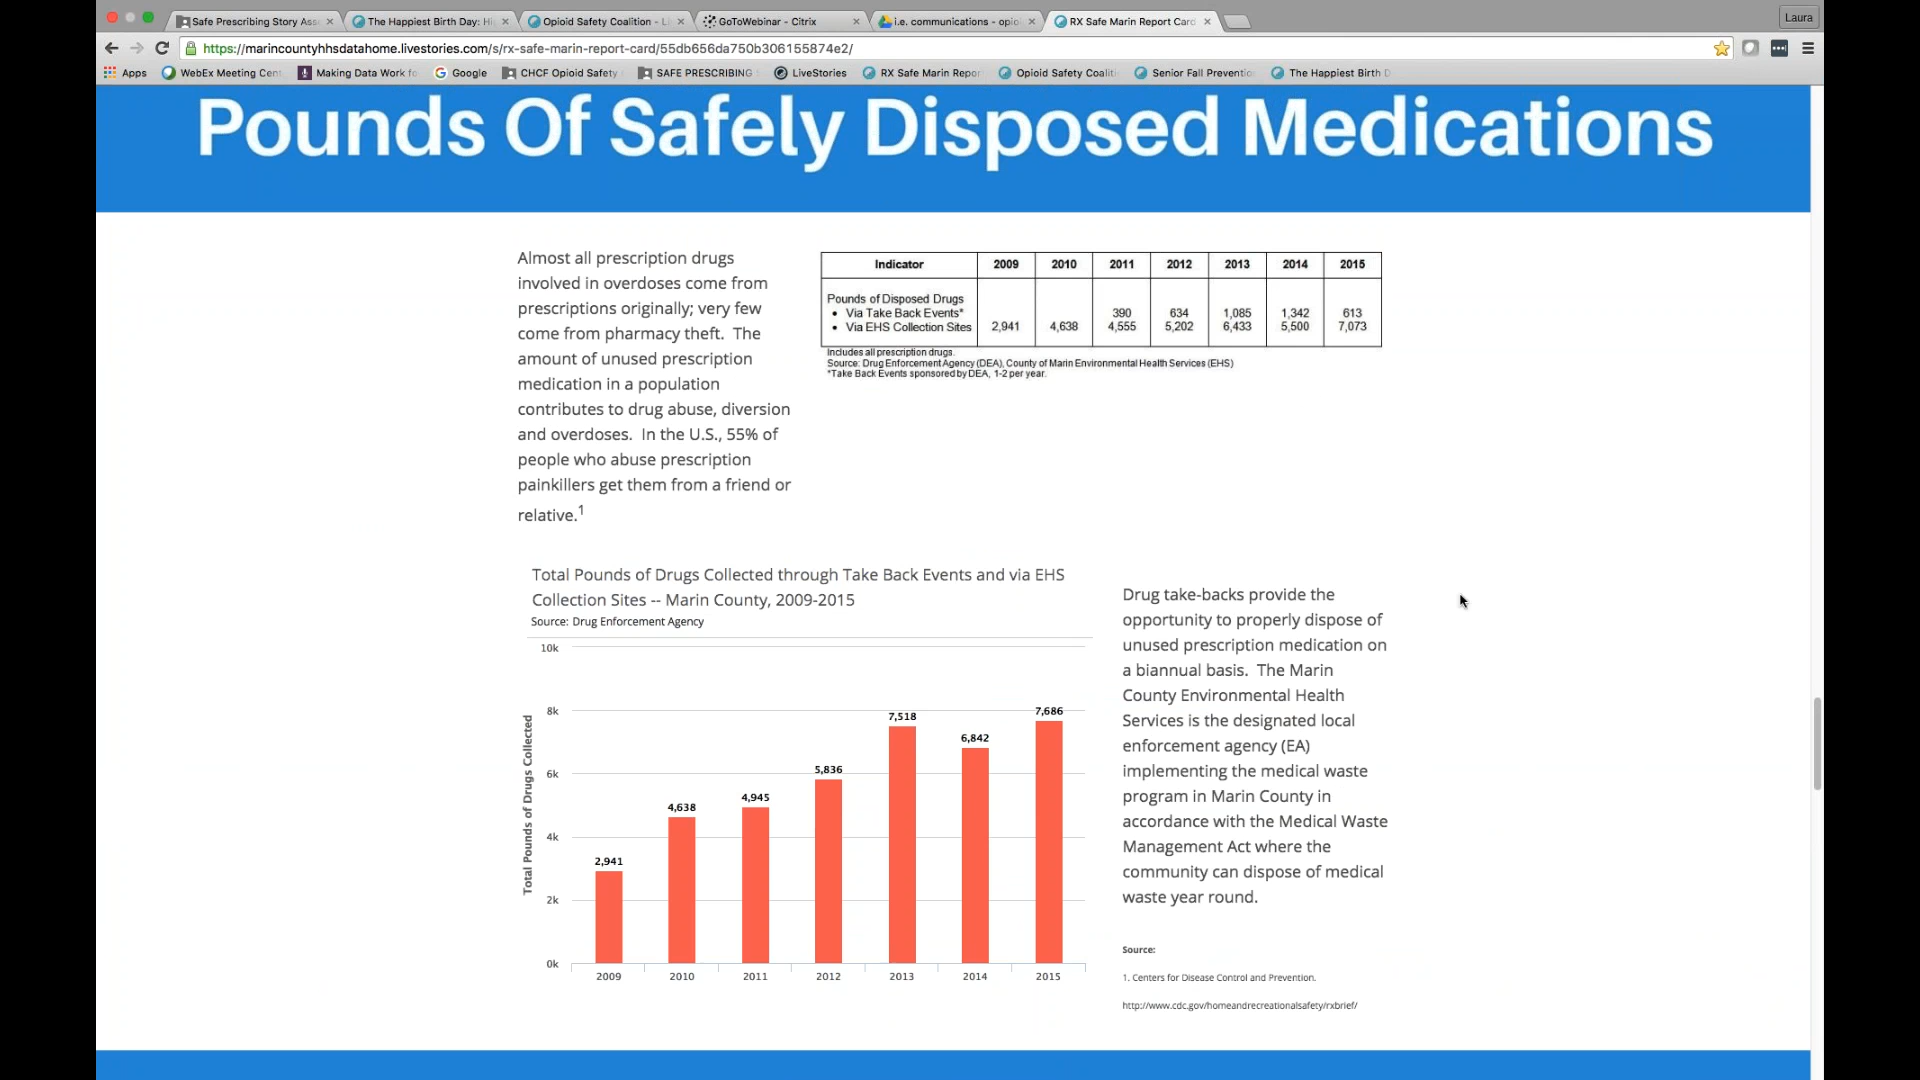 Safe Prescribing Story Ass
The Happiest Birth Day: Hi
Opioid Safety Coalition - Li
GoToWebinar - Citrix
i.e. communications - opio
RX Safe Marin Report Card
Laura
https://marincountyhhsdatahome.livestories.com/s/rx-safe-marin-report-card/55db656da750b306155874e2/
Apps
WebEx Meeting Cent
Making Data Work fo
Google
CHCF Opioid Safety
SAFE PRESCRIBING
LiveStories
RX Safe Marin Repor
Opioid Safety Coaliti
Senior Fall Preventio
The Happiest Birth D
Pounds Of Safely Disposed Medications
Almost all prescription drugs
involved in overdoses come from
prescriptions originally; very few
come from pharmacy theft. The
amount of unused prescription
medication in a population
contributes to drug abuse, diversion
and overdoses. In the U.S., 55% of
people who abuse prescription
painkillers get them from a friend or
relative.1
Indicator 2009 2010 2011 2012 2013 2014 2015
Pounds of Disposed Drugs
• Via Take Back Events* 390 634 1,085 1,342 613
• Via EHS Collection Sites 2,941 4,638 4,555 5,202 6,433 5,500 7,073
Includes all prescription drugs.
Source: Drug Enforcement Agency (DEA), County of Marin Environmental Health Services (EHS)
*Take Back Events sponsored by DEA, 1-2 per year.
Total Pounds of Drugs Collected through Take Back Events and via EHS
Collection Sites -- Marin County, 2009-2015
Source: Drug Enforcement Agency
Total Pounds of Drugs Collected
10k
8k
6k
4k
2k
0k
2,941
4,638
4,945
5,836
7,518
6,842
7,686
2009 2010 2011 2012 2013 2014 2015
Drug take-backs provide the
opportunity to properly dispose of
unused prescription medication on
a biannual basis. The Marin
County Environmental Health
Services is the designated local
enforcement agency (EA)
implementing the medical waste
program in Marin County in
accordance with the Medical Waste
Management Act where the
community can dispose of medical
waste year round.
Source:
1. Centers for Disease Control and Prevention.
http://www.cdc.gov/homeandrecreationalsafety/rxbrief/